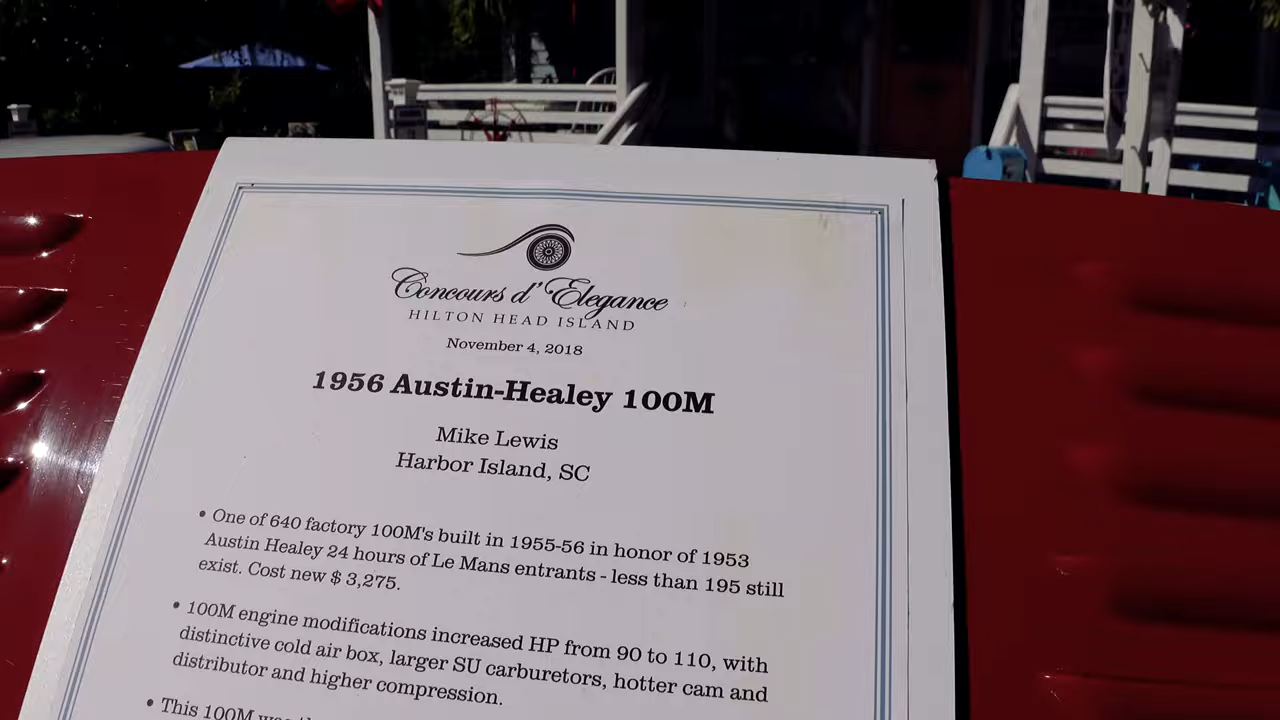 Concours d'Elegance
HILTON HEAD ISLAND
November 4, 2018
1956 Austin-Healey 100M
Mike Lewis
Harbor Island, SC
• One of 640 factory 100M's built in 1955-56 in honor of 1953
Austin Healey 24 hours of Le Mans entrants - less than 195 still
exist. Cost new $ 3,275.
• 100M engine modifications increased HP from 90 to 110, with
distinctive cold air box, larger SU carburetors, hotter cam and
distributor and higher compression.
• This 100M